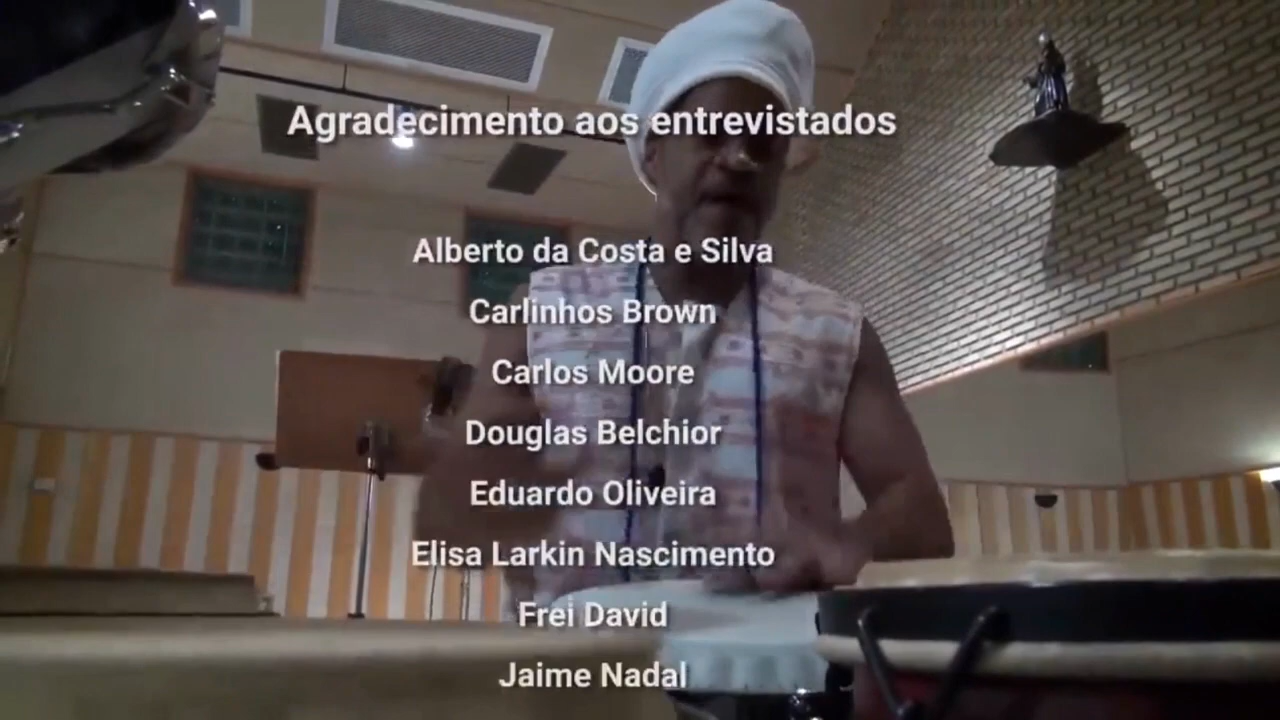 Agradecimento aos entrevistados
Alberto da Costa e Silva
Carlinhos Brown
Carlos Moore
Douglas Belchior
Eduardo Oliveira
Elisa Larkin Nascimento
Frei David
Jaime Nadal